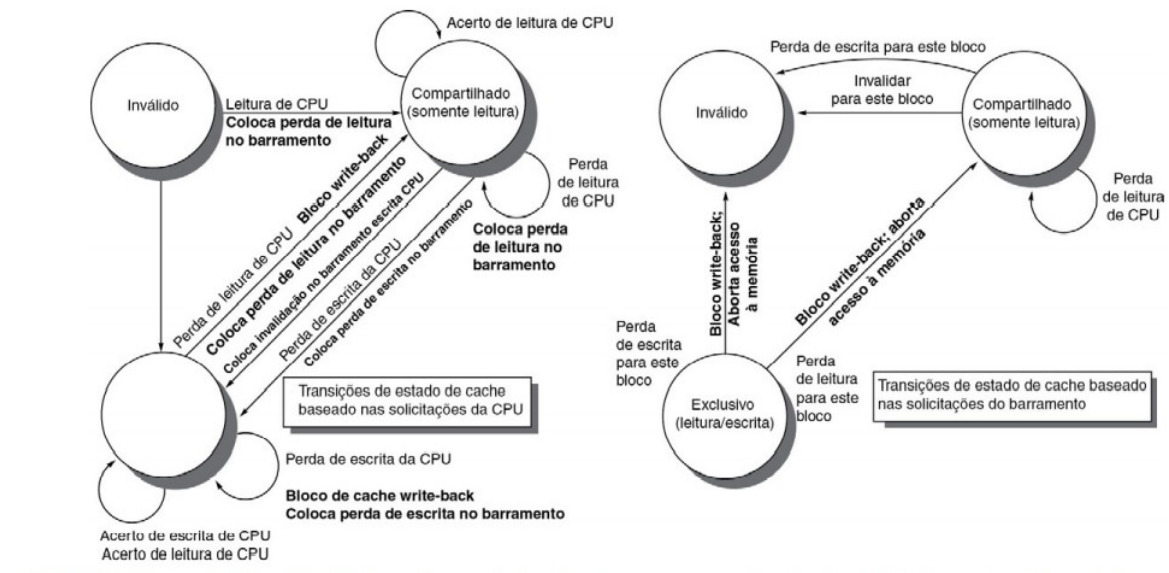 Acerto de leitura de CPU
Inválido
Leitura de CPU
Coloca perda de leitura
no barramento
Compartilhado
(somente leitura)
Perda
de leitura
de CPU
Coloca perda
de leitura no
barramento
Perda de leitura de CPU Bloco write-back
Coloca perda de leitura no barramento
Coloca invalidação no barramento escrita CPU
Perda de escrita da CPU
Coloca perda de escrita no barramento
Transições de estado de cache
baseado nas solicitações da CPU
Perda de escrita da CPU
Bloco de cache write-back
Coloca perda de escrita no barramento
Acerto de escrita de CPU
Acerto de leitura de CPU
Perda de escrita para este bloco
Inválido
Invalidar
para este bloco
Compartilhado
(somente leitura)
Perda
de leitura
de CPU
Bloco write-back;
Aborta acesso
à memória
Bloco write-back; aborta
acesso à memória
Perda
de escrita
para este
bloco
Exclusivo
(leitura/escrita)
Perda
de leitura
para este
bloco
Transições de estado de cache baseado
nas solicitações do barramento